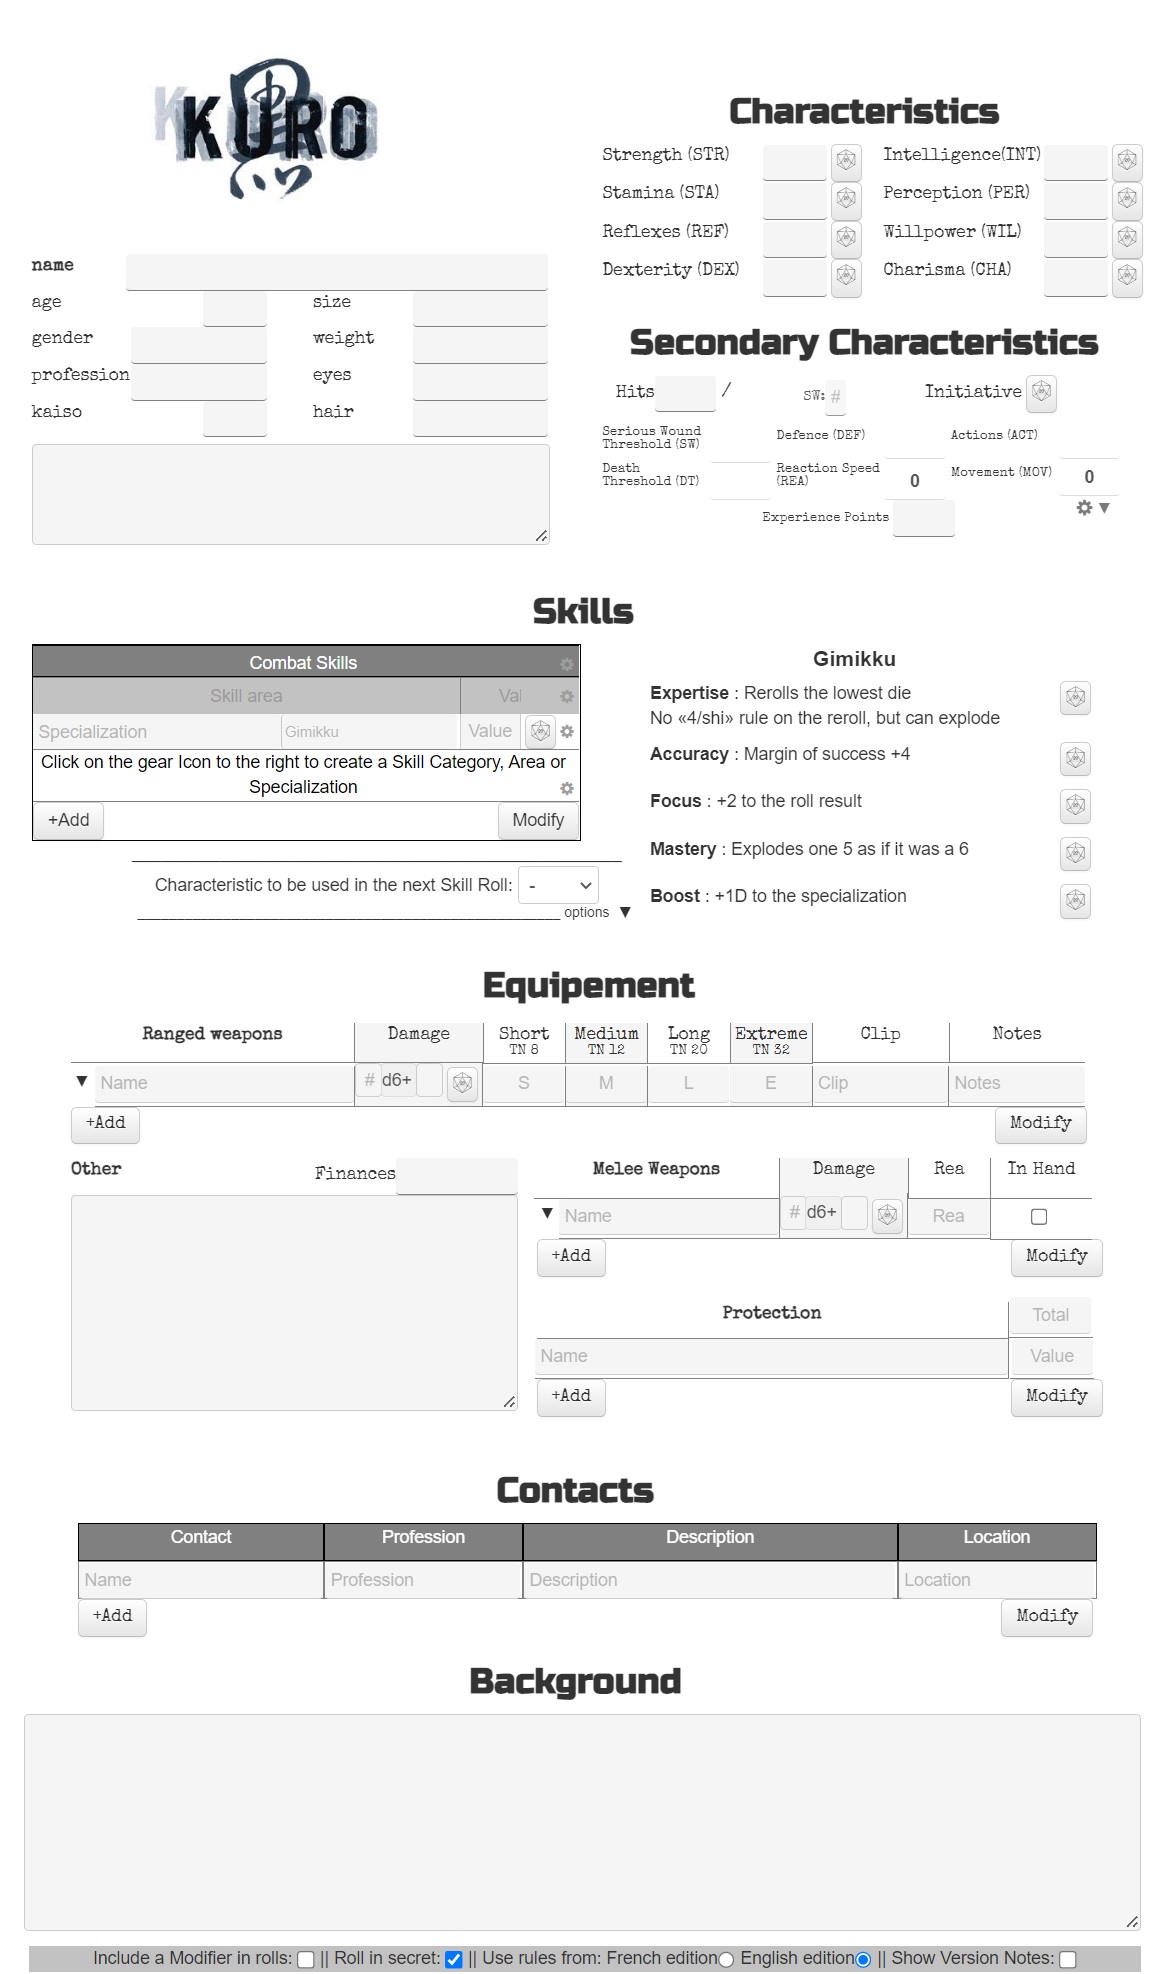 KURO
Characteristics
Strength (STR)
Intelligence(INT)
Stamina (STA)
Perception (PER)
Reflexes (REF)
Willpower (WIL)
Dexterity (DEX)
Charisma (CHA)
name
age
size
gender
weight
profession
eyes
kaiso
hair
Secondary Characteristics
Hits /
SW: #
Initiative
Serious Wound
Threshold (SW)
Defence (DEF)
Actions (ACT)
Death
Threshold (DT)
Reaction Speed
(REA)
0
Movement (MOV)
0
▼
Experience Points
Skills
Combat Skills
Skill area Val
Specialization Gimikku Value
Click on the gear Icon to the right to create a Skill Category, Area or
Specialization
+Add Modify
Characteristic to be used in the next Skill Roll: -
options ▼
Gimikku
Expertise : Rerolls the lowest die
No «4/shi» rule on the reroll, but can explode
Accuracy : Margin of success +4
Focus : +2 to the roll result
Mastery : Explodes one 5 as if it was a 6
Boost : +1D to the specialization
Equipement
Ranged weapons Damage Short Medium Long Extreme Clip Notes
TN 8 TN 12 TN 20 TN 32
▼ Name # d6+ S M L E Clip Notes
+Add Modify
Other
Finances
Melee Weapons Damage Rea In Hand
▼ Name # d6+ Rea
+Add Modify
Protection Total
Name Value
+Add Modify
Contacts
Contact Profession Description Location
Name Profession Description Location
+Add Modify
Background
Include a Modifier in rolls: || Roll in secret: || Use rules from: French edition English edition || Show Version Notes: